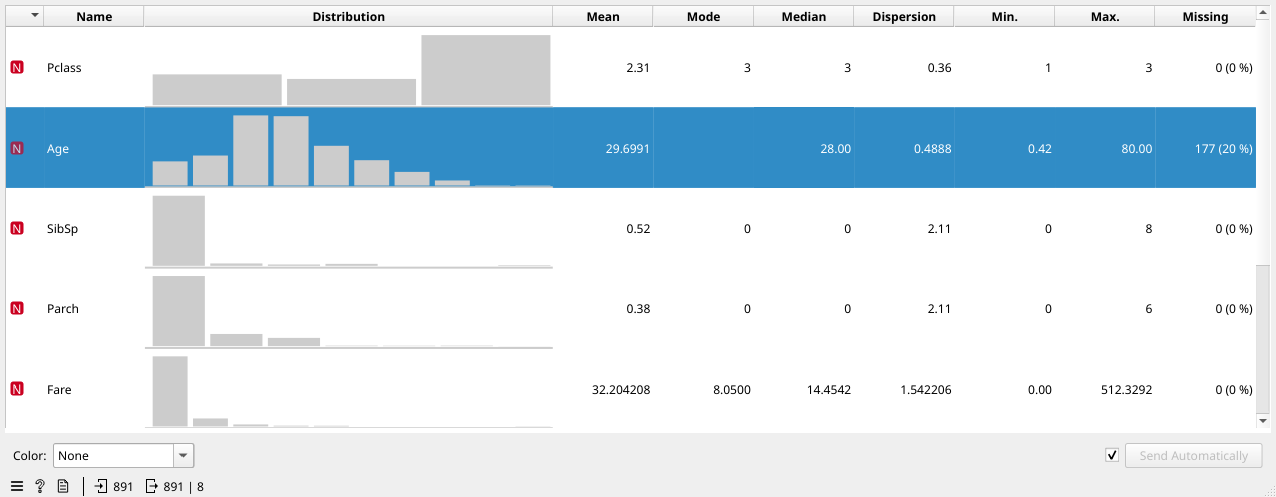 Name Distribution Mean Mode Median Dispersion Min. Max. Missing
N Pclass 2.31 3 3 0.36 1 3 0 (0 %)
N Age 29.6991 28.00 0.4888 0.42 80.00 177 (20 %)
N SibSp 0.52 0 0 2.11 0 8 0 (0 %)
N Parch 0.38 0 0 2.11 0 6 0 (0 %)
N Fare 32.204208 8.0500 14.4542 1.542206 0.00 512.3292 0 (0 %)
Color: None Send Automatically
? 891 891 | 8